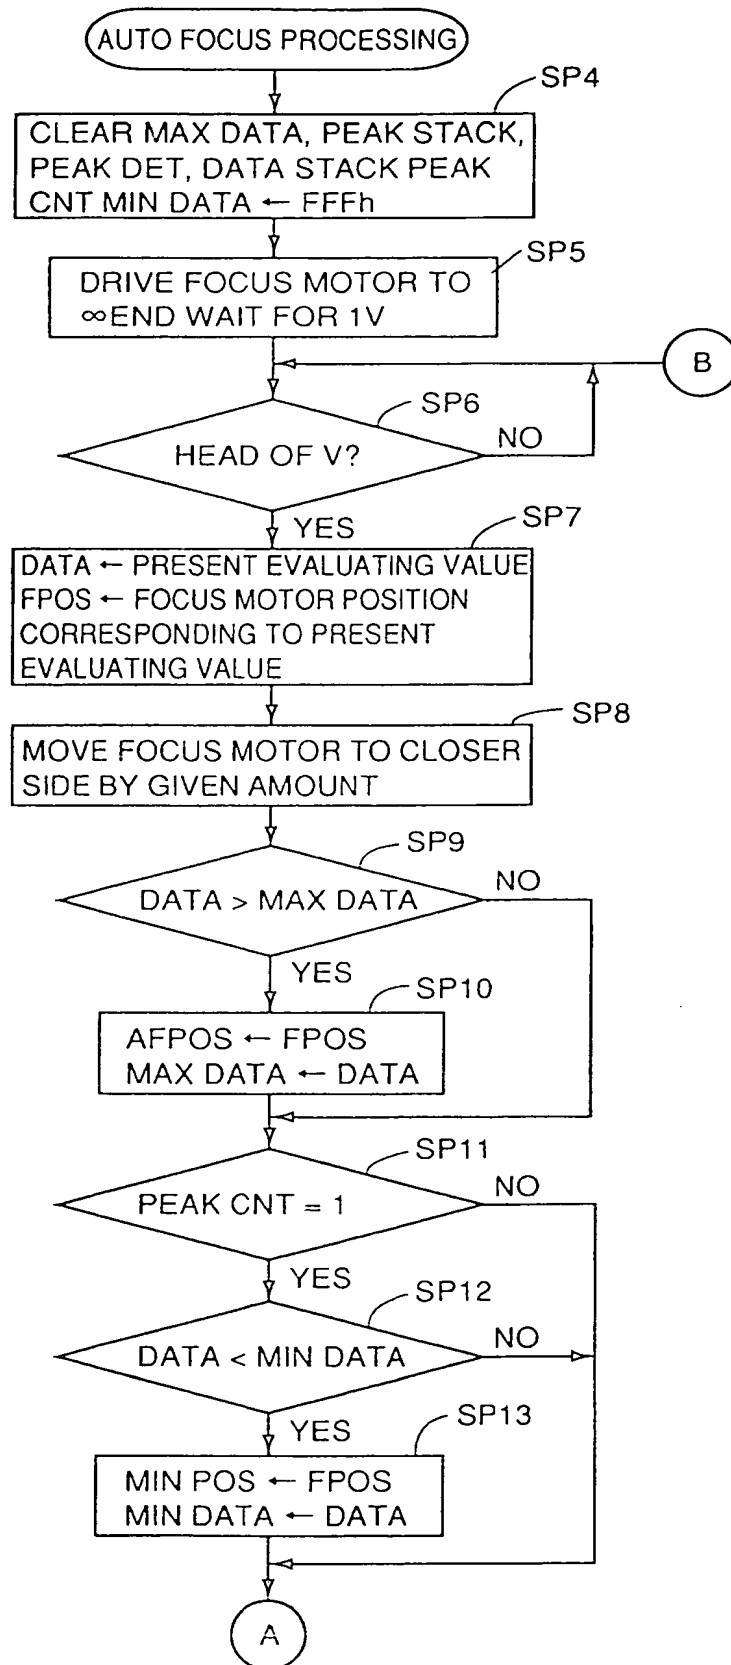 AUTO FOCUS PROCESSING
SP4
CLEAR MAX DATA, PEAK STACK,
PEAK DET, DATA STACK PEAK
CNT MIN DATA ← FFFh
SP5
DRIVE FOCUS MOTOR TO
∞END WAIT FOR 1V
B
SP6
HEAD OF V?
NO
YES
SP7
DATA ← PRESENT EVALUATING VALUE
FPOS ← FOCUS MOTOR POSITION
CORRESPONDING TO PRESENT
EVALUATING VALUE
SP8
MOVE FOCUS MOTOR TO CLOSER
SIDE BY GIVEN AMOUNT
SP9
DATA > MAX DATA
NO
YES
SP10
AFPOS ← FPOS
MAX DATA ← DATA
SP11
PEAK CNT = 1
NO
YES
SP12
DATA < MIN DATA
NO
YES
SP13
MIN POS ← FPOS
MIN DATA ← DATA
A